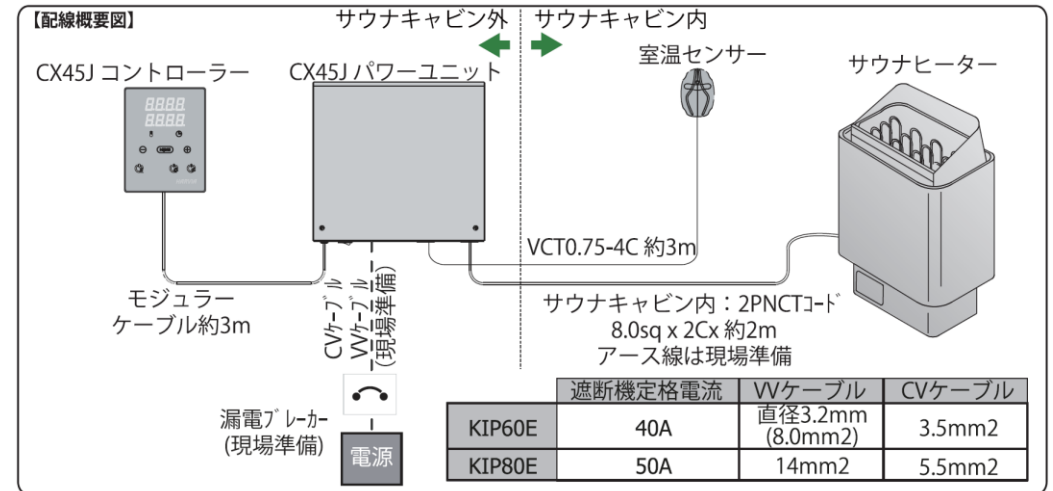 【配線概要図】
サウナキャビン外
サウナキャビン内
CX45J コントローラー
CX45J パワーユニット
室温センサー
サウナヒーター
8888
8888
VCT0.75-4C 約3m
モジュラー
ケーブル約3m
CVケーブル
VVケーブル
(現場準備)
サウナキャビン内：2PNCTコード
8.0sq x 2Cx 約2m
アース線は現場準備
漏電ブレーカー
(現場準備)
電源
遮断機定格電流 VVケーブル CVケーブル
KIP60E 40A 直径3.2mm (8.0mm2) 3.5mm2
KIP80E 50A 14mm2 5.5mm2